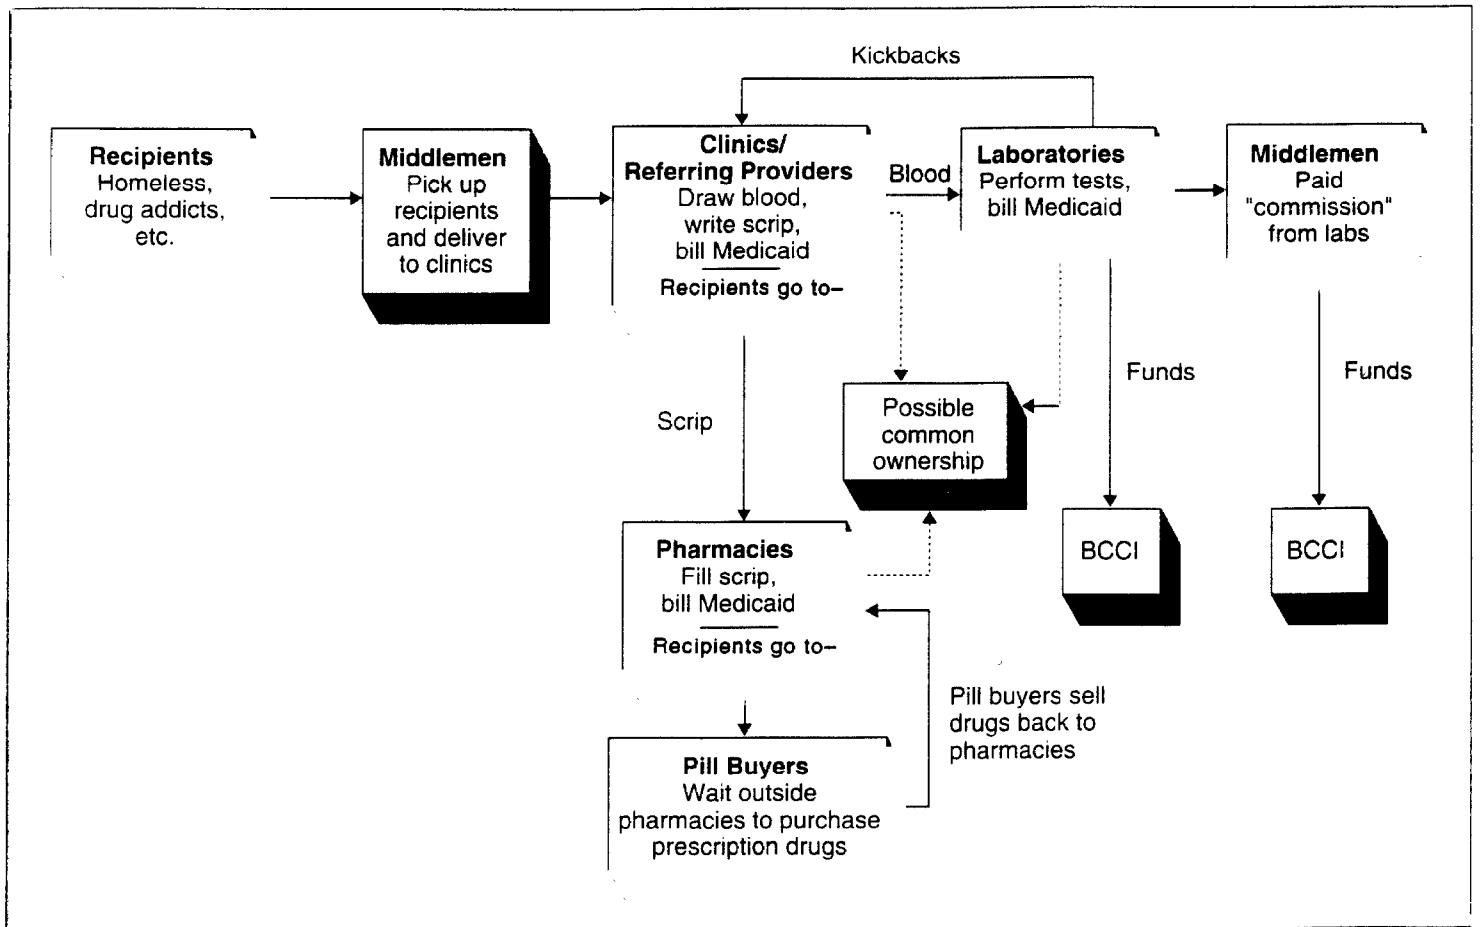 Kickbacks
Recipients
Homeless,
drug addicts,
etc.
Middlemen
Pick up
recipients
and deliver
to clinics
Clinics/
Referring Providers
Draw blood,
write scrip,
bill Medicaid
Recipients go to–
Blood
Laboratories
Perform tests,
bill Medicaid
Middlemen
Paid
"commission"
from labs
Scrip
Possible
common
ownership
Funds
Funds
BCCI
BCCI
Pharmacies
Fill scrip,
bill Medicaid
Recipients go to–
Pill buyers sell
drugs back to
pharmacies
Pill Buyers
Wait outside
pharmacies to purchase
prescription drugs